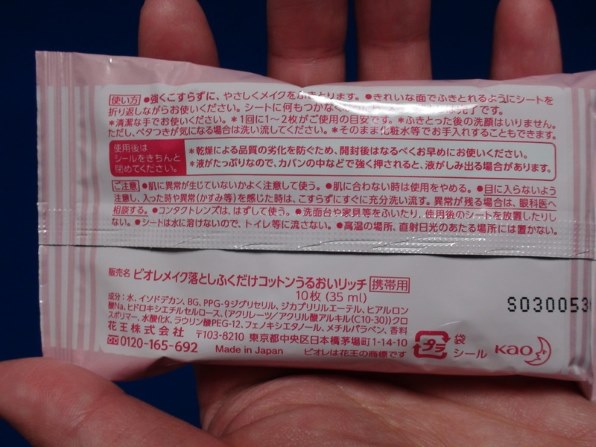 使い方 ●強くこすらずに、やさしくメイクをふきとります。●きれいな面でふきとれるようにシートを
折り返しながらお使いください。シートに何もつかな 了です。
＊清潔な手でお使いください。＊1回に1〜2枚がご使用の目安です。＊ふきとった後の洗顔はいりません。
ただし、ベタつきが気になる場合は洗い流してください。＊そのまま化粧水等でお手入れすることもできます。
使用後は
シールをきちんと
閉めてください。
＊乾燥による品質の劣化を防ぐため、開封後はなるべくお早めにお使いください。
＊液がたっぷりなので、カバンの中などで強く押されると、液がしみ出る場合があります。
ご注意 ●肌に異常が生じていないかよく注意して使う。●肌に合わない時は使用をやめる。●目に入らないよう
注意し、入った時や異常(かすみ等)を感じた時は、こすらずにすぐに充分洗い流す。異常が残る場合は、眼科医へ
相談する。●コンタクトレンズは、はずして使う。●洗面台や家具等をふいたり、使用後のシートを放置したりし
ない。●シートは水に溶けないので、トイレ等に流さない。●高温の場所、直射日光のあたる場所には置かない。
販売名 ビオレメイク落としふくだけコットンうるおいリッチ 携帯用
10枚(35ml)
成分：水、イソドデカン、BG、PPG-9ジグリセリル、ジカプリリルエーテル、ヒアルロン
酸Na、ヒドロキシエチルセルロース、(アクリレーツ/アクリル酸アルキル(C10-30))クロ
スポリマー、水酸化K、ラウリン酸PEG-12、フェノキシエタノール、メチルパラベン、香料
花王株式会社 〒103-8210 東京都中央区日本橋茅場町1-14-10
0120-165-692 Made in Japan ビオレは花王の商標です
プラ 袋
シール
Kao
S030053